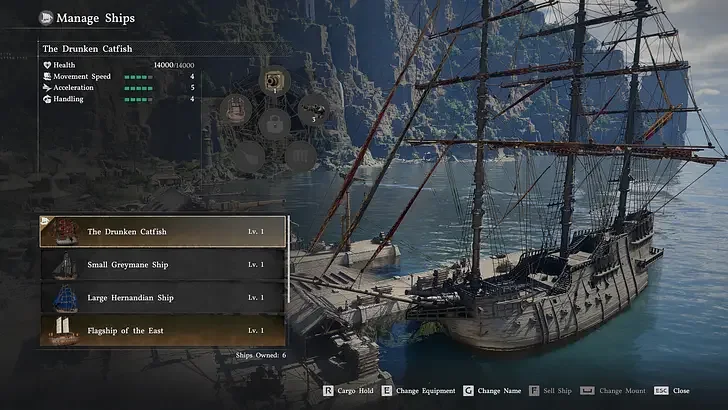 Manage Ships
The Drunken Catfish
Health 14000/14000
Movement Speed 4
Acceleration 5
Handling 4
1
3
The Drunken Catfish Lv. 1
Small Greymane Ship Lv. 1
Large Hernandian Ship Lv. 1
Flagship of the East Lv. 1
Ships Owned: 6
R Cargo Hold E Change Equipment G Change Name F Sell Ship Change Mount ESC Close